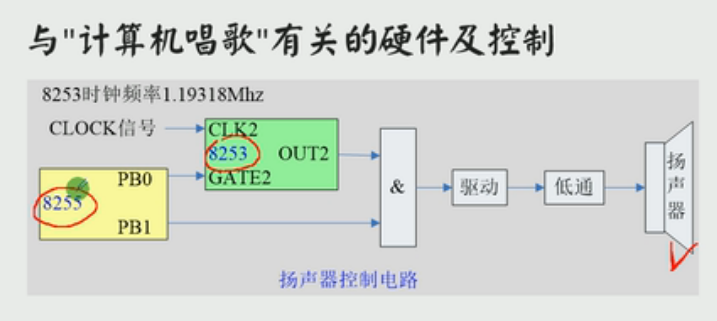 与"计算机唱歌"有关的硬件及控制
8253时钟频率1.19318Mhz
CLOCK信号
CLK2
8253
OUT2
GATE2
PB0
8255
PB1
&
驱动
低通
扬声器
扬声器控制电路